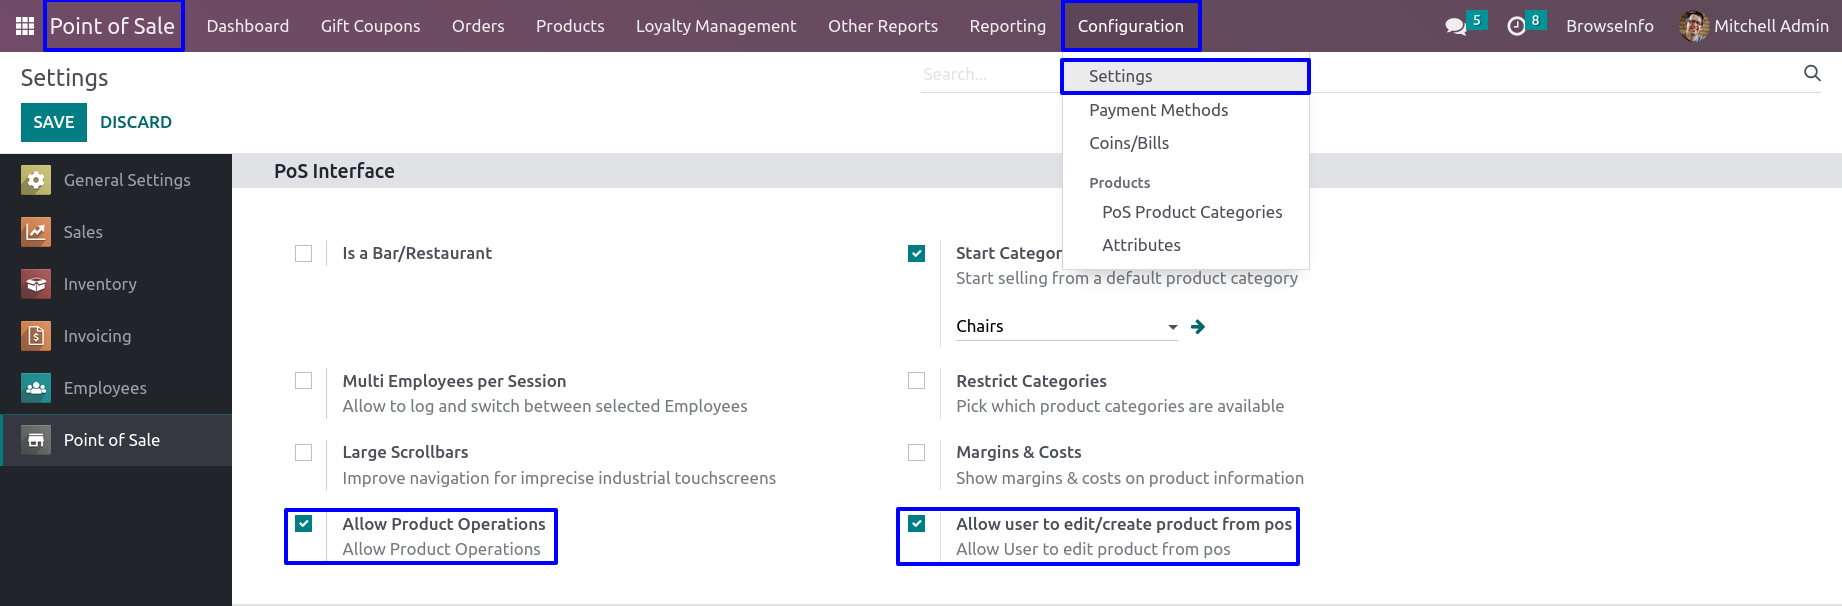 Point of Sale Dashboard Gift Coupons Orders Products Loyalty Management Other Reports Reporting Configuration 5 8 BrowseInfo Mitchell Admin
Settings
Search...
SAVE DISCARD
Settings
Payment Methods
Coins/Bills
Products
PoS Product Categories
Attributes
General Settings
Sales
Inventory
Invoicing
Employees
Point of Sale
PoS Interface
Is a Bar/Restaurant
Start Categor
Start selling from a default product category
Chairs
Multi Employees per Session
Allow to log and switch between selected Employees
Restrict Categories
Pick which product categories are available
Large Scrollbars
Improve navigation for imprecise industrial touchscreens
Margins & Costs
Show margins & costs on product information
Allow Product Operations
Allow Product Operations
Allow user to edit/create product from pos
Allow User to edit product from pos